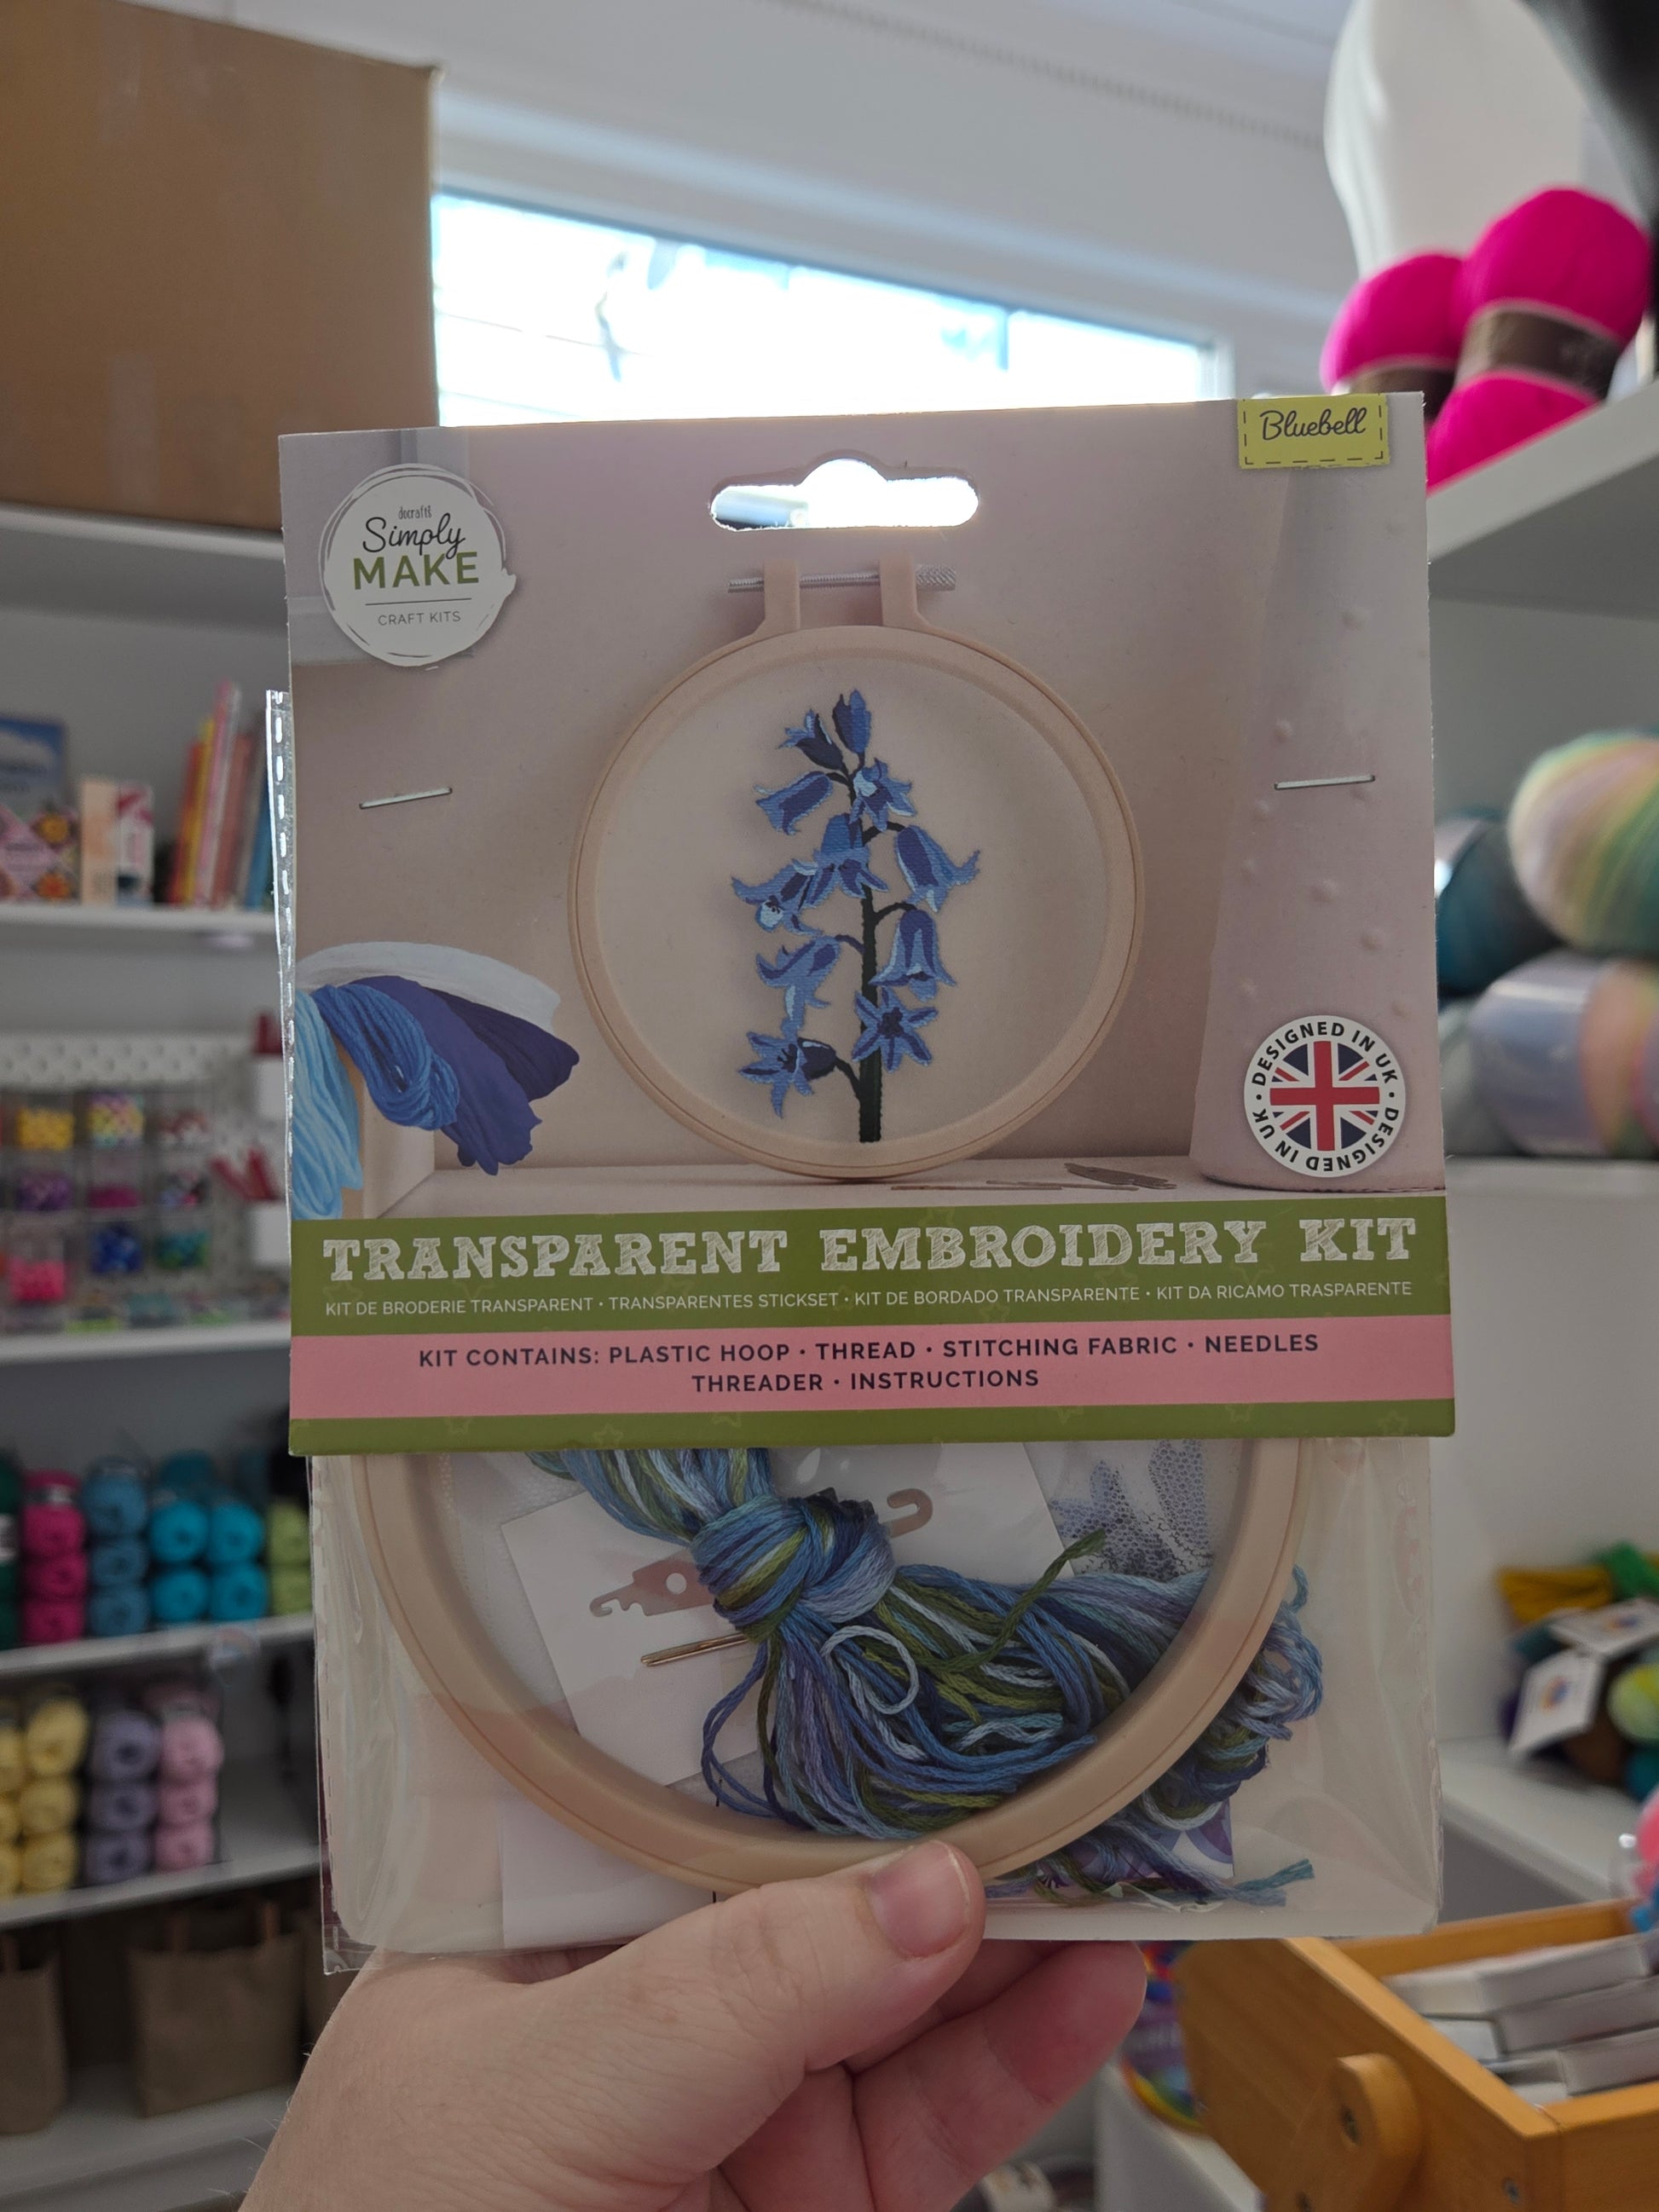 Bluebell
docrafts
Simply
MAKE
CRAFT KITS
DESIGNED IN UK • DESIGNED IN UK •
TRANSPARENT EMBROIDERY KIT
KIT DE BRODERIE TRANSPARENT • TRANSPARENTES STICKSET • KIT DE BORDADO TRANSPARENTE • KIT DA RICAMO TRASPARENTE
KIT CONTAINS: PLASTIC HOOP • THREAD • STITCHING FABRIC • NEEDLES
THREADER • INSTRUCTIONS